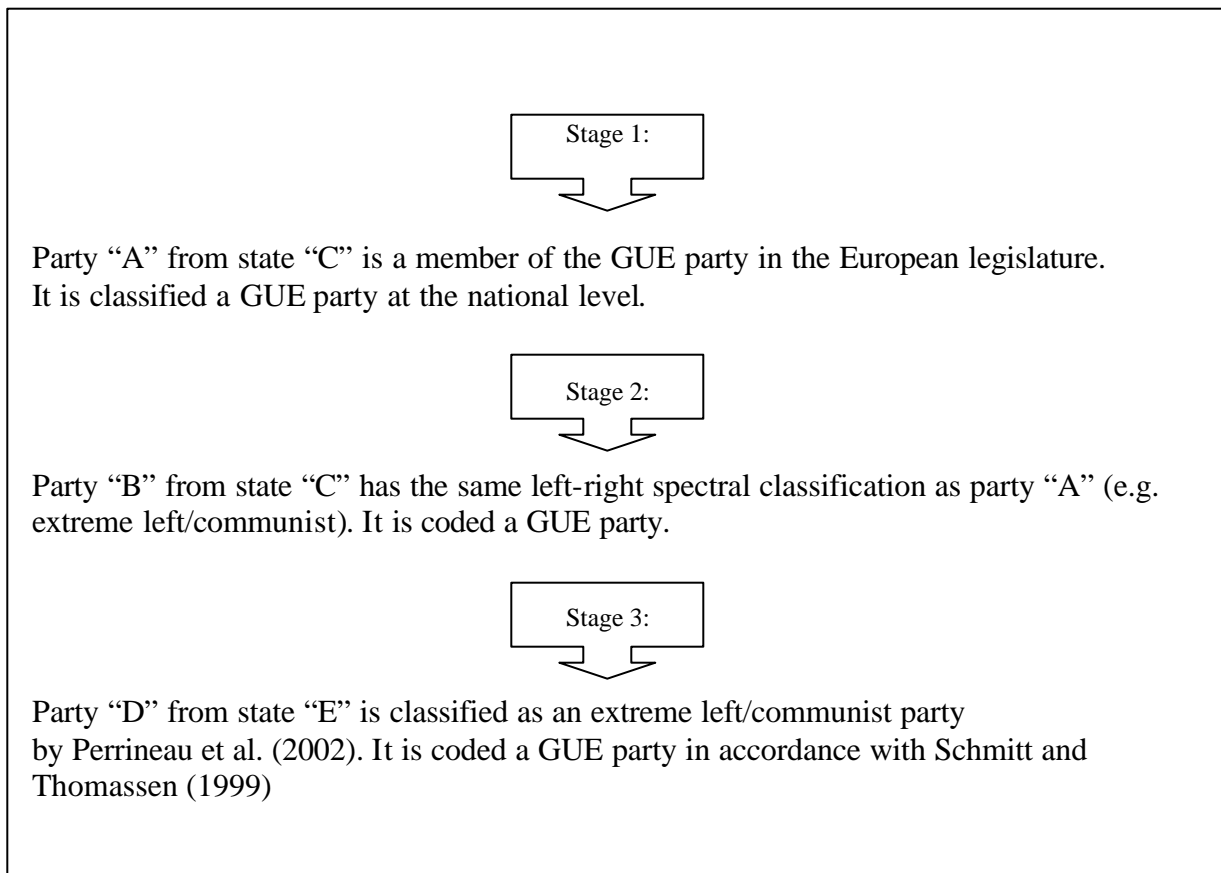 Stage 1:
Party “A” from state “C” is a member of the GUE party in the European legislature.
It is classified a GUE party at the national level.
Stage 2:
Party “B” from state “C” has the same left-right spectral classification as party “A” (e.g.
extreme left/communist). It is coded a GUE party.
Stage 3:
Party “D” from state “E” is classified as an extreme left/communist party
by Perrineau et al. (2002). It is coded a GUE party in accordance with Schmitt and
Thomassen (1999)